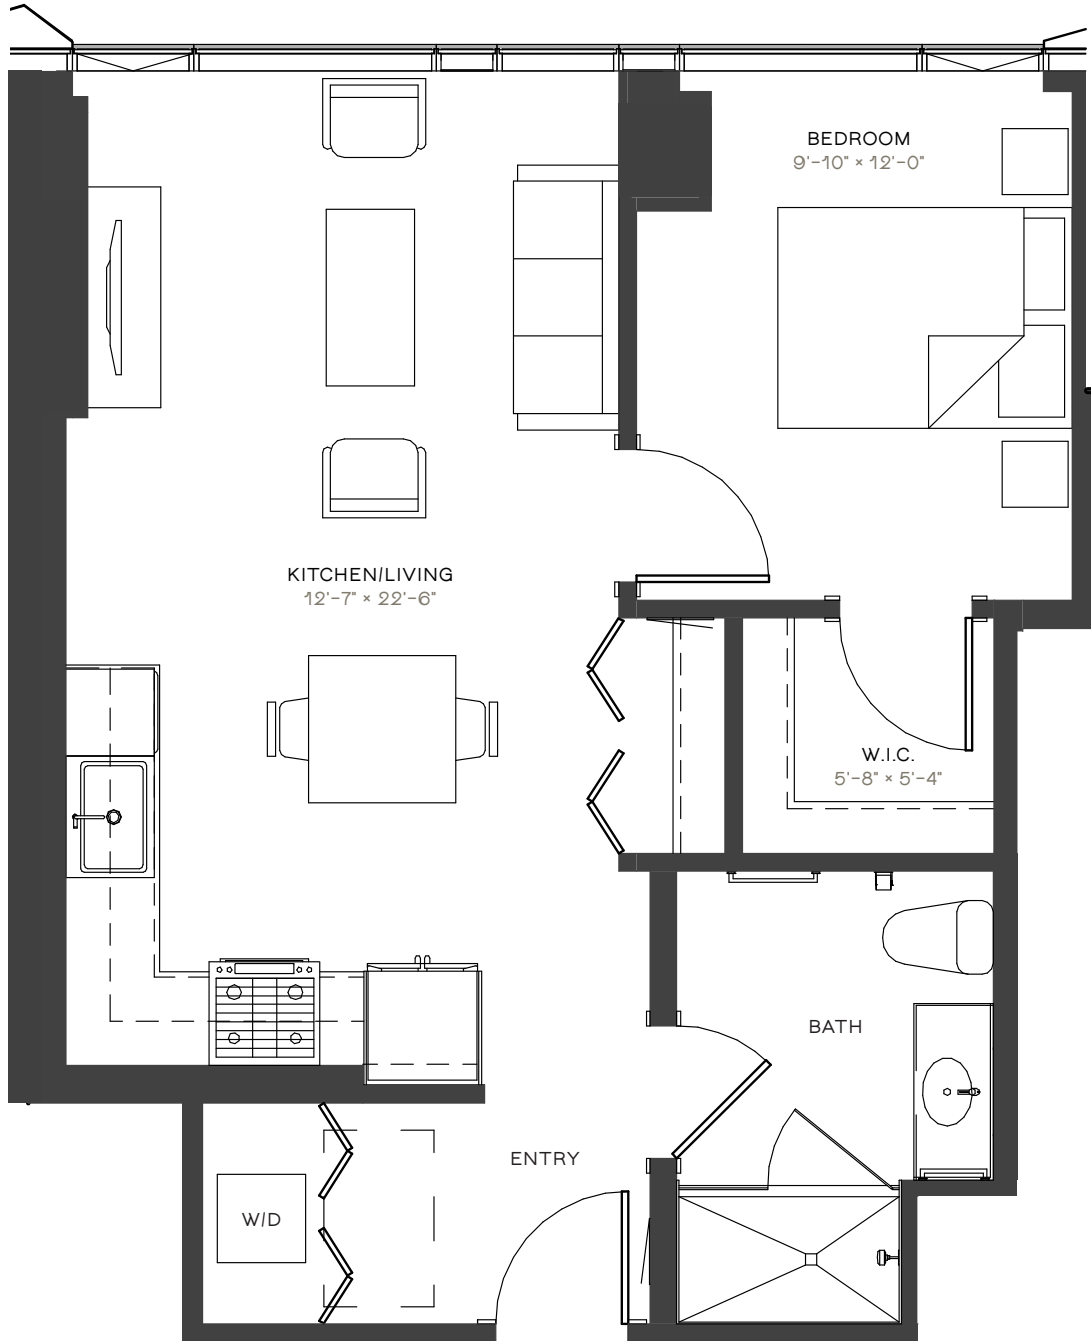 BEDROOM
9'-10" × 12'-0"
KITCHEN/LIVING
12'-7" × 22'-6"
W.I.C.
5'-8" × 5'-4"
BATH
ENTRY
W/D